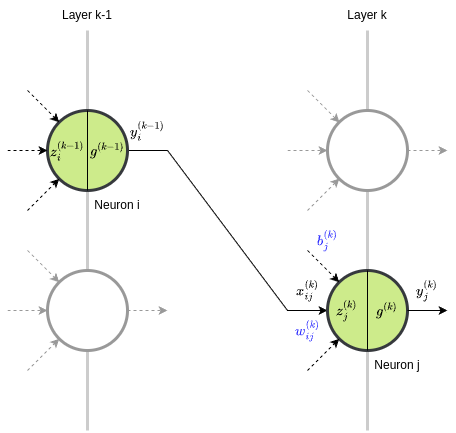 Layer k-1
Layer k
y_i^{(k-1)}
z_i^{(k-1)} g^{(k-1)}
Neuron i
b_j^{(k)}
x_{ij}^{(k)}
y_j^{(k)}
z_j^{(k)} g^{(k)}
w_{ij}^{(k)}
Neuron j